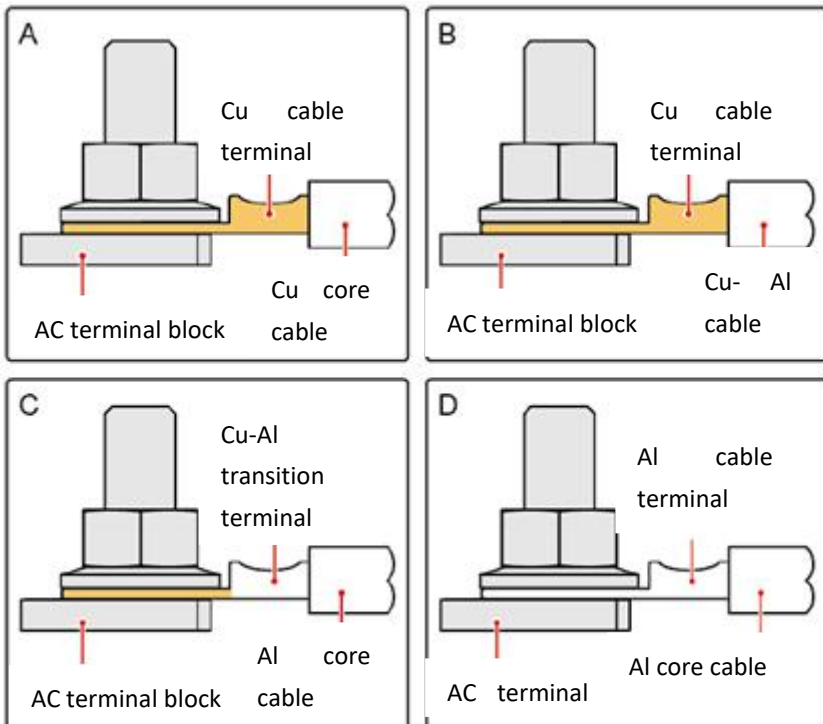 A
Cu cable
terminal
Cu core
cable
AC terminal block
B
Cu cable
terminal
Cu- Al
cable
AC terminal block
C
Cu-Al
transition
terminal
Al core
cable
AC terminal block
D
Al cable
terminal
Al core cable
AC terminal